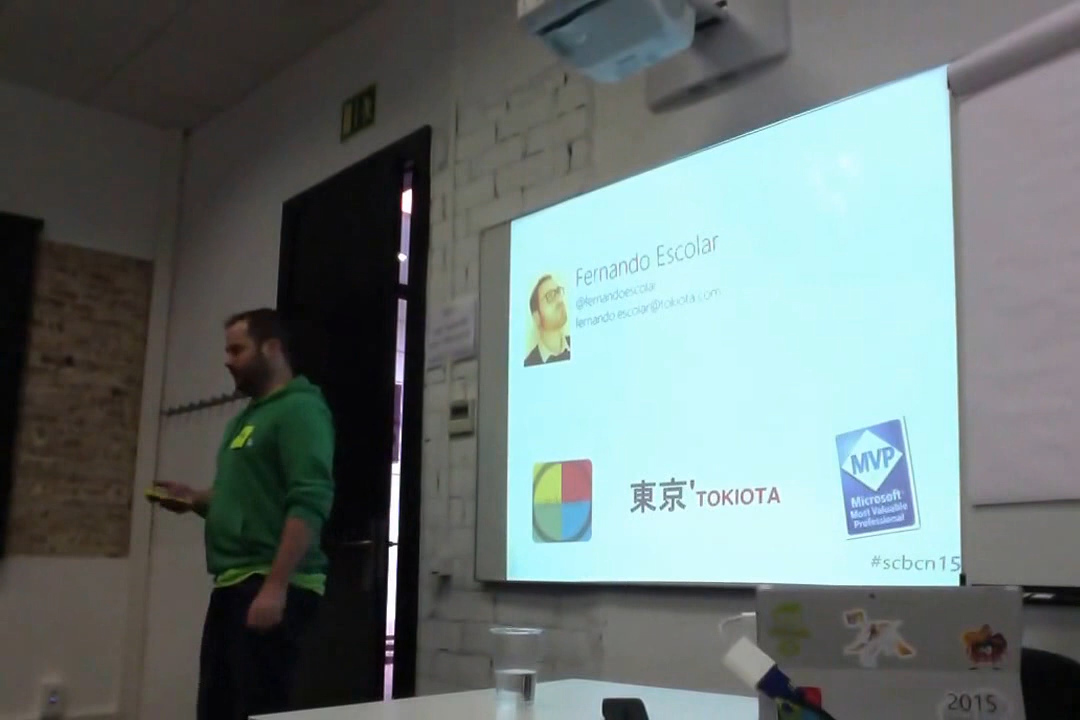 Fernando Escolar
@fernandoescolar
fernando.escolar@tokiota.com
東京'TOKIOTA
MVP
Microsoft
Most Valuable
Professional
#scbcn15
2015